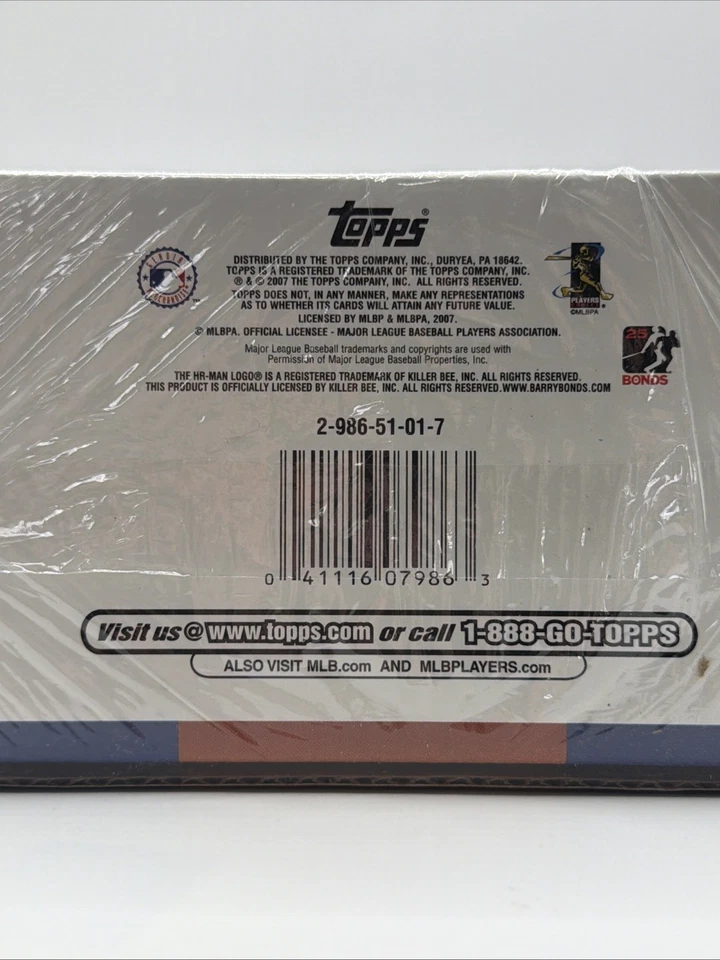 Topps®
DISTRIBUTED BY THE TOPPS COMPANY, INC., DURYEA, PA 18642.
TOPPS IS A REGISTERED TRADEMARK OF THE TOPPS COMPANY, INC.
® & © 2007 THE TOPPS COMPANY, INC. ALL RIGHTS RESERVED.
TOPPS DOES NOT, IN ANY MANNER, MAKE ANY REPRESENTATIONS
AS TO WHETHER ITS CARDS WILL ATTAIN ANY FUTURE VALUE.
LICENSED BY MLBP & MLBPA, 2007.
© MLBPA. OFFICIAL LICENSEE - MAJOR LEAGUE BASEBALL PLAYERS ASSOCIATION.
Major League Baseball trademarks and copyrights are used with
Permission of Major League Baseball Properties, Inc.
THE HR-MAN LOGO® IS A REGISTERED TRADEMARK OF KILLER BEE, INC. ALL RIGHTS RESERVED.
THIS PRODUCT IS OFFICIALLY LICENSED BY KILLER BEE, INC. ALL RIGHTS RESERVED.WWW.BARRYBONDS.COM
GENUINE
MERCHANDISE
TM
PLAYERS
©MLBPA
25
BONDS
2-986-51-01-7
0 41116 07986 3
Visit us @ www.topps.com or call 1-888-GO-TOPPS
ALSO VISIT MLB.com AND MLBPLAYERS.com